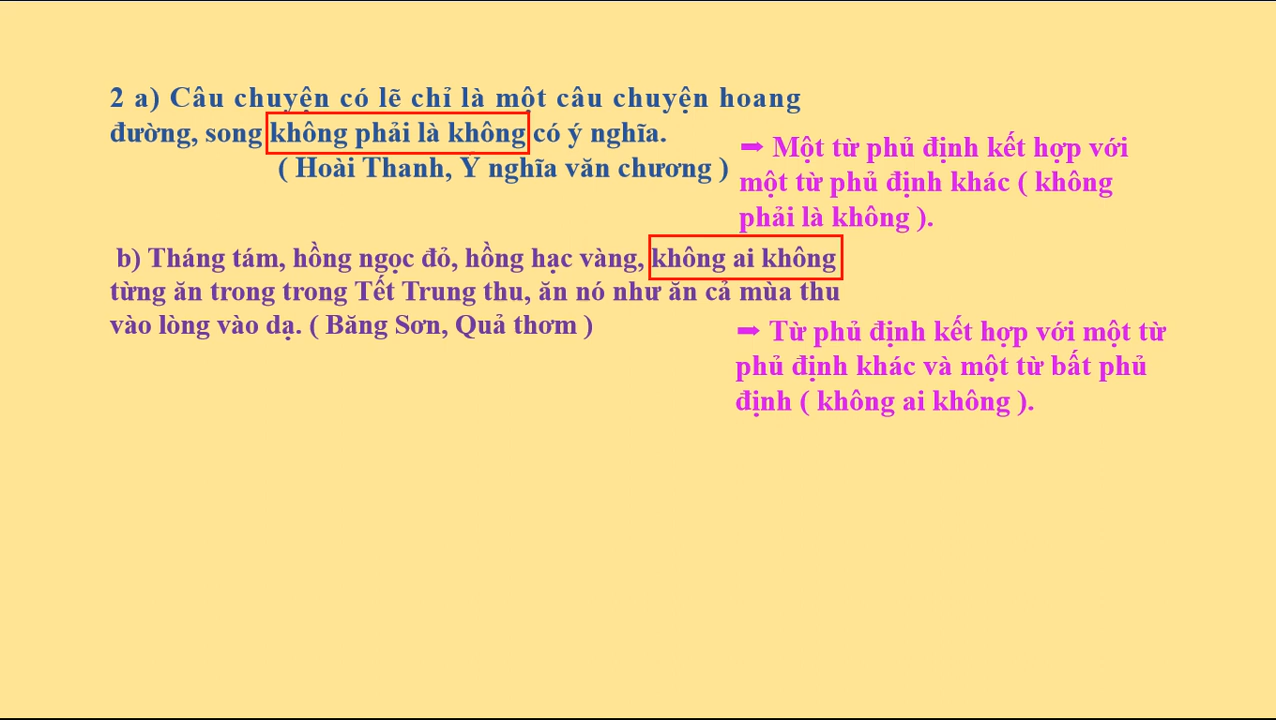 2 a) Câu chuyện có lẽ chỉ là một câu chuyện hoang
đường, song không phải là không có ý nghĩa.
( Hoài Thanh, Ý nghĩa văn chương )
➡ Một từ phủ định kết hợp với
một từ phủ định khác ( không
phải là không ).
b) Tháng tám, hồng ngọc đỏ, hồng hạc vàng, không ai không
từng ăn trong trong Tết Trung thu, ăn nó như ăn cả mùa thu
vào lòng vào dạ. ( Băng Sơn, Quả thơm )
➡ Từ phủ định kết hợp với một từ
phủ định khác và một từ bất phủ
định ( không ai không ).